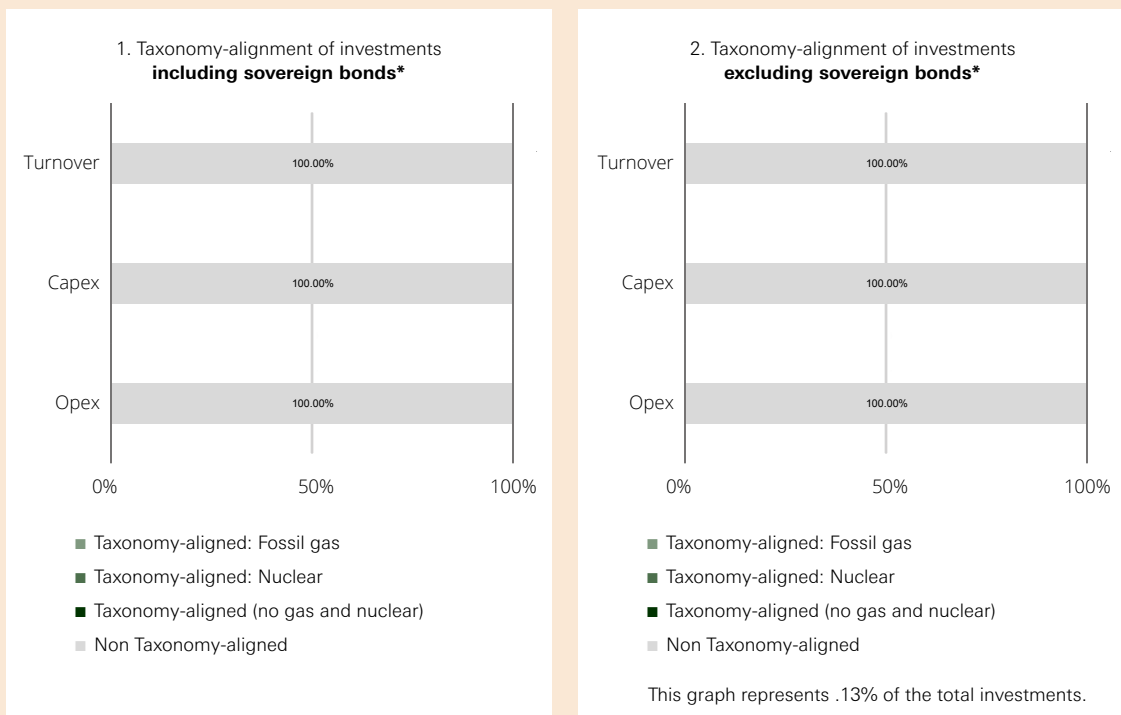 1. Taxonomy-alignment of investments
including sovereign bonds*
Turnover
100.00%
Capex
100.00%
Opex
100.00%
0% 50% 100%
Taxonomy-aligned: Fossil gas
Taxonomy-aligned: Nuclear
Taxonomy-aligned (no gas and nuclear)
Non Taxonomy-aligned
2. Taxonomy-alignment of investments
excluding sovereign bonds*
Turnover
100.00%
Capex
100.00%
Opex
100.00%
0% 50% 100%
Taxonomy-aligned: Fossil gas
Taxonomy-aligned: Nuclear
Taxonomy-aligned (no gas and nuclear)
Non Taxonomy-aligned
This graph represents .13% of the total investments.